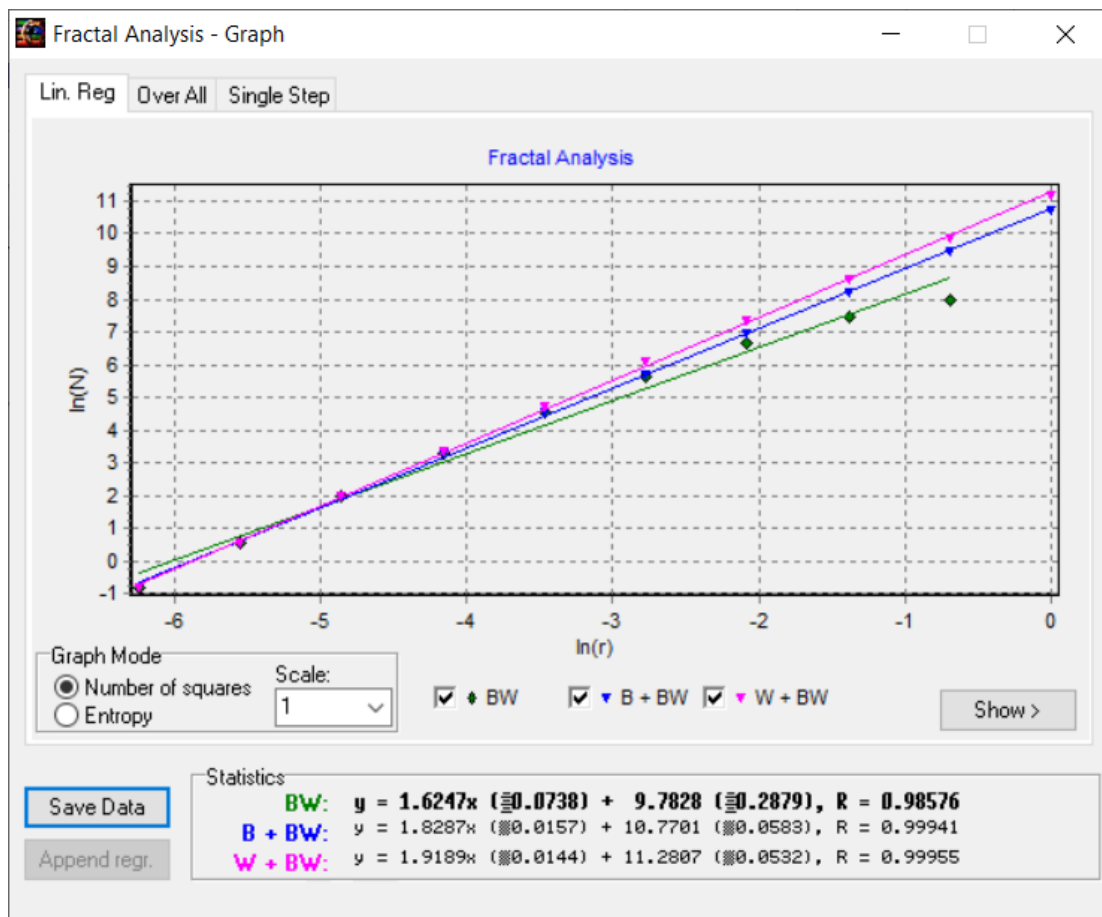 Fractal Analysis - Graph
Lin. Reg Over All Single Step
Fractal Analysis
11
10
9
8
7
6
5
4
3
2
1
0
-1
ln(N)
-6 -5 -4 -3 -2 -1 0
ln(r)
Graph Mode
Number of squares
Entropy
Scale:
1
BW B + BW W + BW
Show >
Save Data
Append regr.
Statistics
BW: y = 1.6247x (▒0.0738) + 9.7828 (▒0.2879), R = 0.98576
B + BW: y = 1.8287x (▒0.0157) + 10.7701 (▒0.0583), R = 0.99941
W + BW: y = 1.9189x (▒0.0144) + 11.2807 (▒0.0532), R = 0.99955